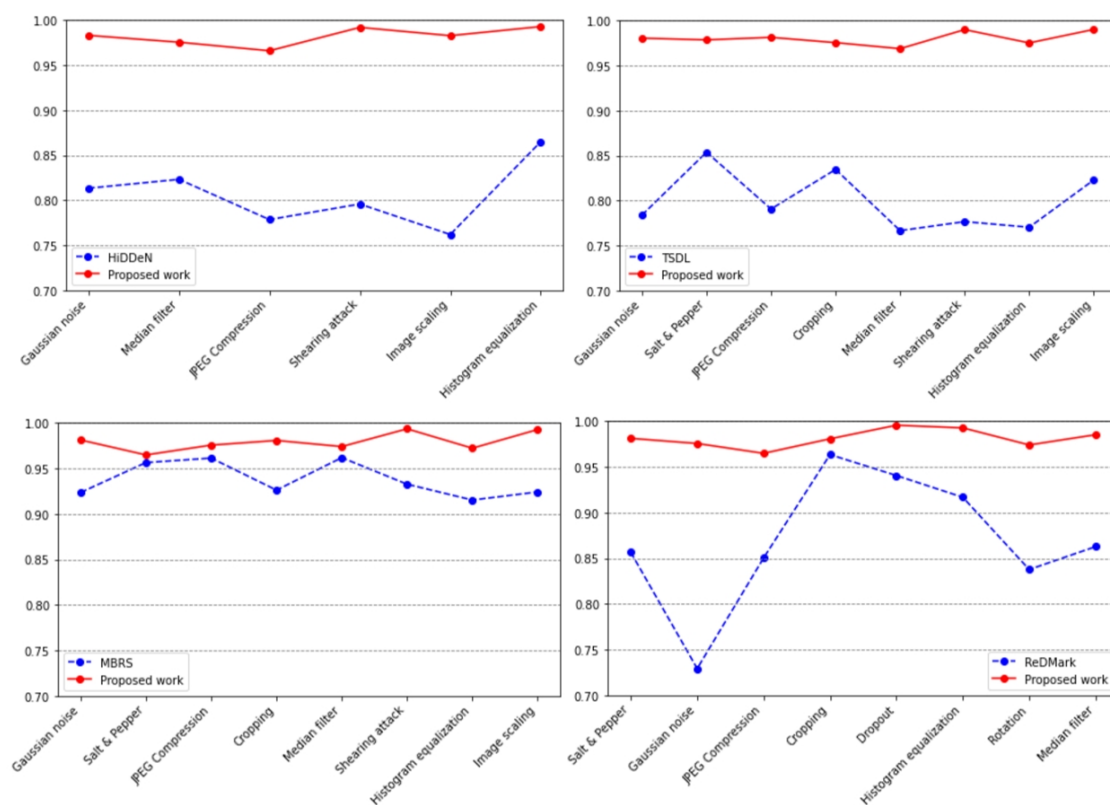 1.00
0.95
0.90
0.85
0.80
0.75
0.70
HiDDeN
Proposed work
Gaussian noise
Median filter
JPEG Compression
Shearing attack
Image scaling
Histogram equalization
1.00
0.95
0.90
0.85
0.80
0.75
0.70
TSDL
Proposed work
Gaussian noise
Salt & Pepper
JPEG Compression
Cropping
Median filter
Shearing attack
Histogram equalization
Image scaling
1.00
0.95
0.90
0.85
0.80
0.75
0.70
MBRS
Proposed work
Gaussian noise
Salt & Pepper
JPEG Compression
Cropping
Median filter
Shearing attack
Histogram equalization
Image scaling
1.00
0.95
0.90
0.85
0.80
0.75
0.70
ReDMark
Proposed work
Salt & Pepper
Gaussian noise
JPEG Compression
Cropping
Dropout
Histogram equalization
Rotation
Median filter